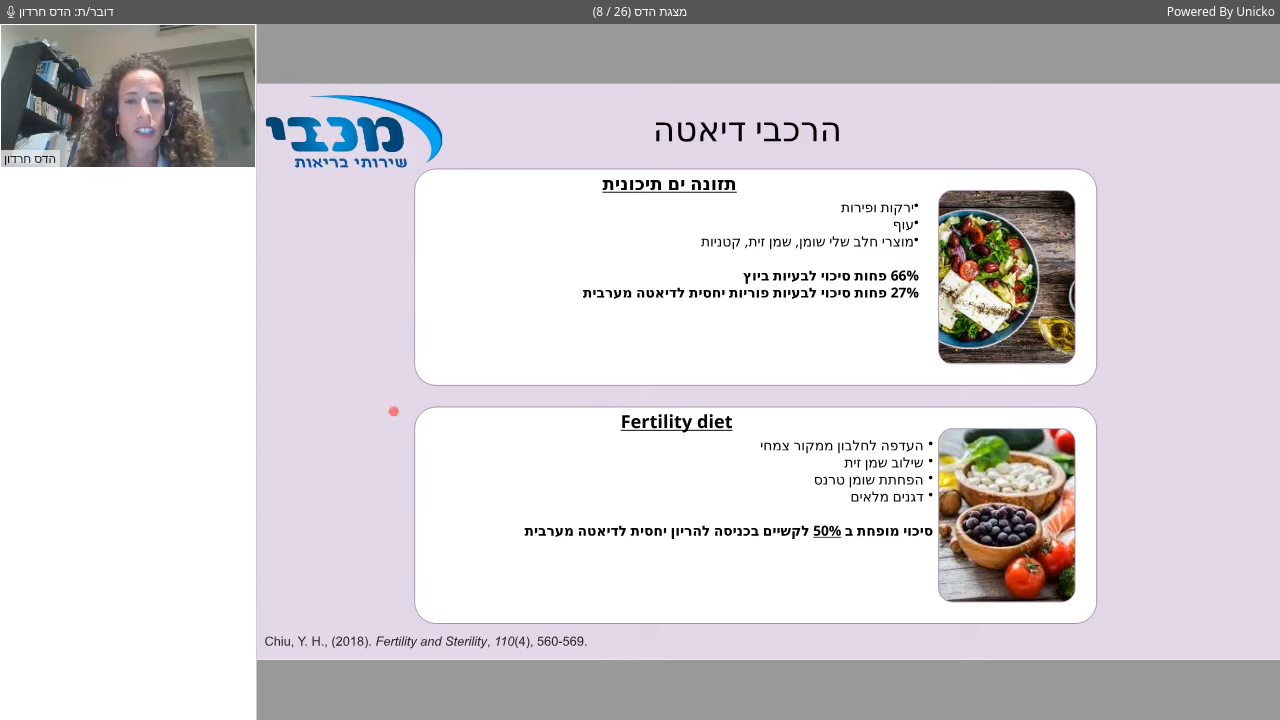 דובר/ת: הדס חרדון
מצגת הדס (26 / 8)
Powered By Unicko
הדס חרדון
מכבי
שירותי בריאות
הרכבי דיאטה
תזונה ים תיכונית
•ירקות ופירות
•עוף
•מוצרי חלב שלי שומן, שמן זית, קטניות
66% פחות סיכוי לבעיות ביוץ
27% פחות סיכוי לבעיות פוריות יחסית לדיאטה מערבית
Fertility diet
• העדפה לחלבון ממקור צמחי
• שילוב שמן זית
• הפחתת שומן טרנס
• דגנים מלאים
סיכוי מופחת ב 50% לקשיים בכניסה להריון יחסית לדיאטה מערבית
Chiu, Y. H., (2018). Fertility and Sterility, 110(4), 560-569.